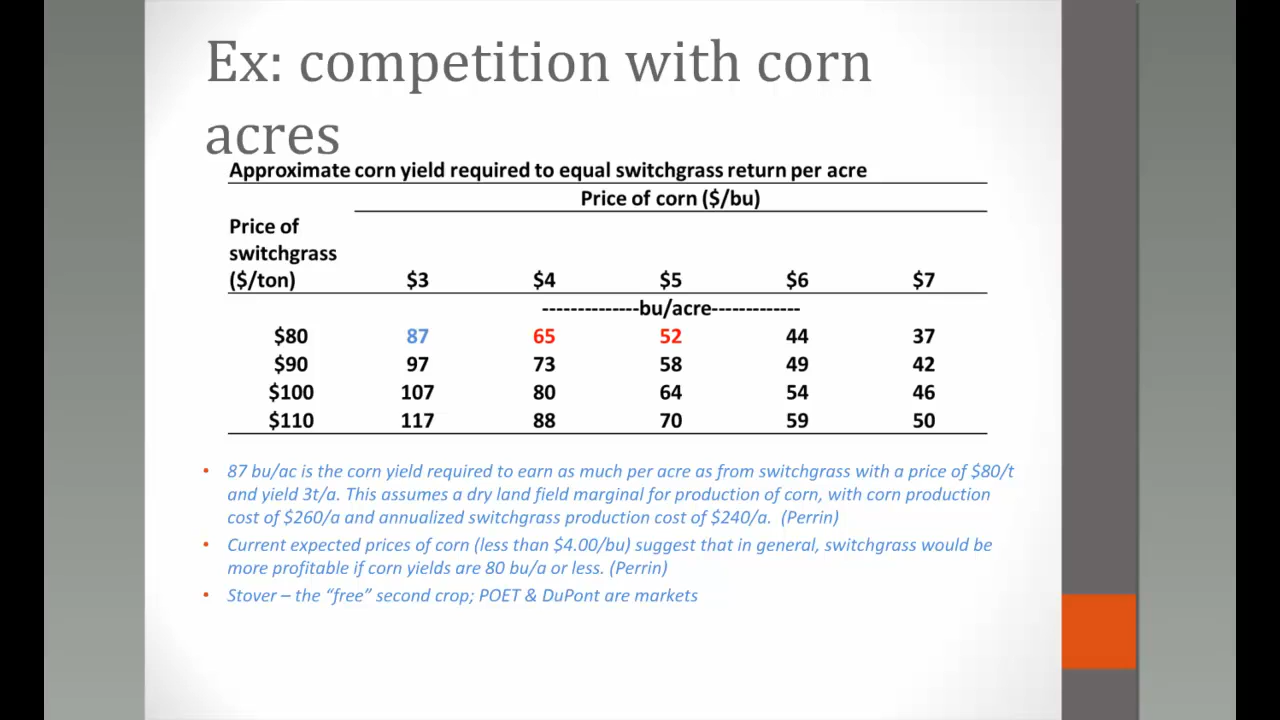 Ex: competition with corn
acres
Approximate corn yield required to equal switchgrass return per acre
Price of corn ($/bu)
Price of
switchgrass
($/ton) $3 $4 $5 $6 $7
--------------bu/acre-------------
$80 87 65 52 44 37
$90 97 73 58 49 42
$100 107 80 64 54 46
$110 117 88 70 59 50
• 87 bu/ac is the corn yield required to earn as much per acre as from switchgrass with a price of $80/t
and yield 3t/a. This assumes a dry land field marginal for production of corn, with corn production
cost of $260/a and annualized switchgrass production cost of $240/a. (Perrin)
• Current expected prices of corn (less than $4.00/bu) suggest that in general, switchgrass would be
more profitable if corn yields are 80 bu/a or less. (Perrin)
• Stover – the “free” second crop; POET & DuPont are markets